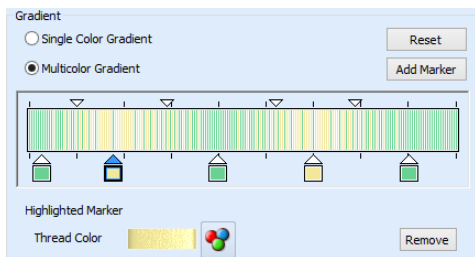 Gradient
Single Color Gradient
Reset
Multicolor Gradient
Add Marker
Highlighted Marker
Thread Color
Remove